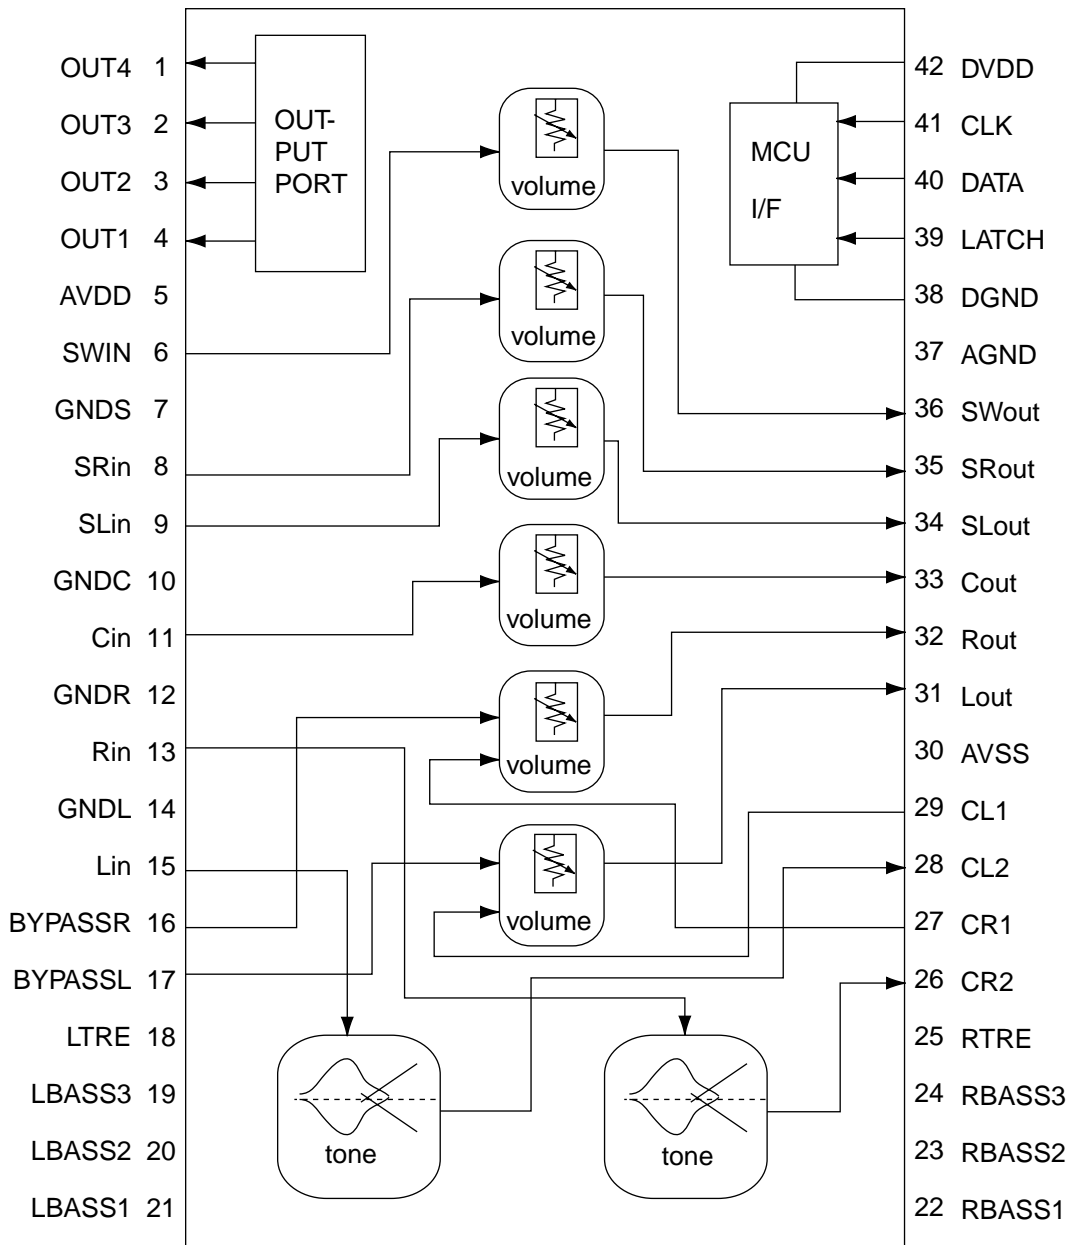 OUT4 1
OUT3 2
OUT2 3
OUT1 4
AVDD 5
SWIN 6
GNDS 7
SRin 8
SLin 9
GNDC 10
Cin 11
GNDR 12
Rin 13
GNDL 14
Lin 15
BYPASSR 16
BYPASSL 17
LTRE 18
LBASS3 19
LBASS2 20
LBASS1 21
OUT-
PUT
PORT
volume
volume
volume
volume
volume
volume
tone
tone
MCU
I/F
42 DVDD
41 CLK
40 DATA
39 LATCH
38 DGND
37 AGND
36 SWout
35 SRout
34 SLout
33 Cout
32 Rout
31 Lout
30 AVSS
29 CL1
28 CL2
27 CR1
26 CR2
25 RTRE
24 RBASS3
23 RBASS2
22 RBASS1